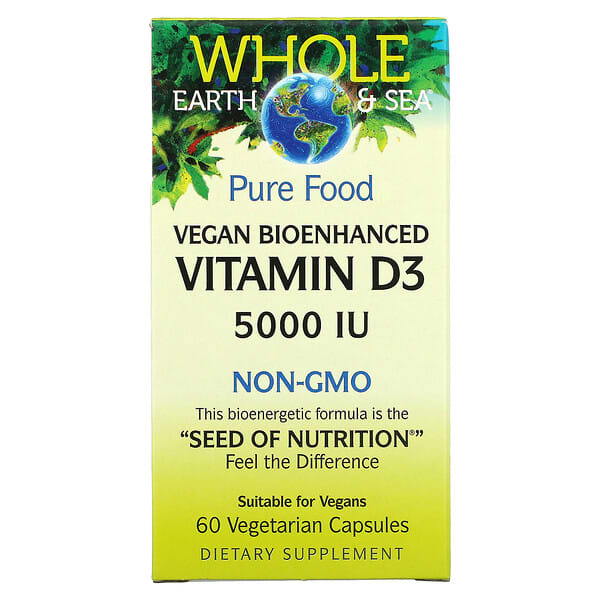 WHOLE
EARTH & SEA®
Pure Food
VEGAN BIOENHANCED
VITAMIN D3
5000 IU
NON-GMO
This bioenergetic formula is the
“SEED OF NUTRITION®”
Feel the Difference
Suitable for Vegans
60 Vegetarian Capsules
DIETARY SUPPLEMENT